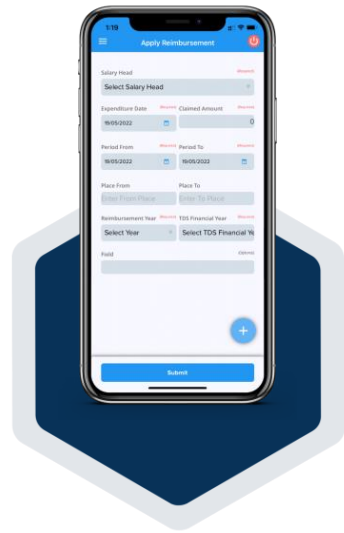 1:19
Apply Reimbursement
Salary Head
Select Salary Head
Expenditure Date Claimed Amount
19/05/2022 0
Period From Period To
19/05/2022 19/05/2022
Place From Place To
Enter From Place Enter To Place
Reimbursement Year TDS Financial Year
Select Year Select TDS Financial Ye
Field
+
Submit